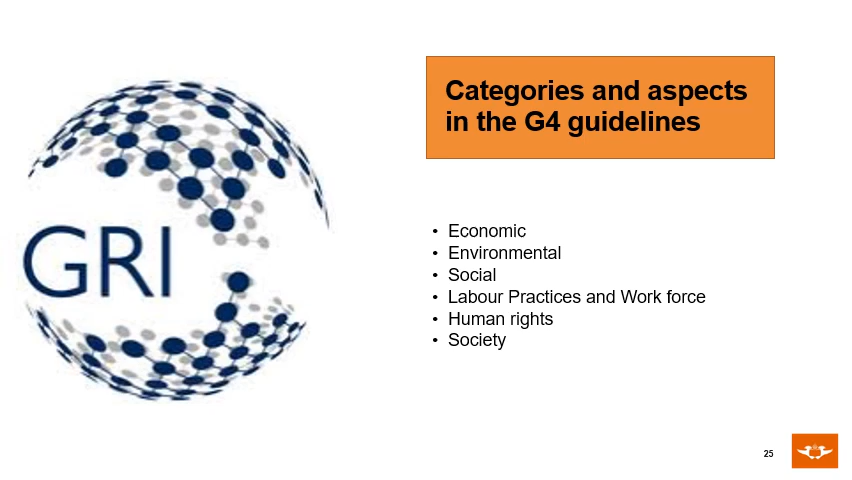 GRI
Categories and aspects
in the G4 guidelines
• Economic
• Environmental
• Social
• Labour Practices and Work force
• Human rights
• Society
25